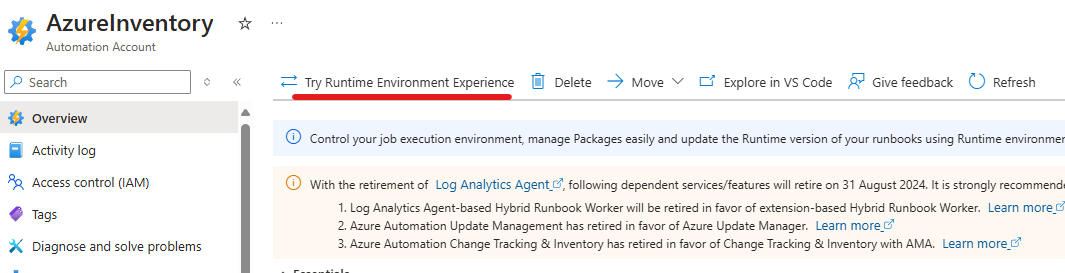 AzureInventory
Automation Account
Search
Try Runtime Environment Experience Delete Move Explore in VS Code Give feedback Refresh
Overview
Activity log
Access control (IAM)
Tags
Diagnose and solve problems
Control your job execution environment, manage Packages easily and update the Runtime version of your runbooks using Runtime environmen
With the retirement of Log Analytics Agent, following dependent services/features will retire on 31 August 2024. It is strongly recommende
1. Log Analytics Agent-based Hybrid Runbook Worker will be retired in favor of extension-based Hybrid Runbook Worker. Learn more
2. Azure Automation Update Management has retired in favor of Azure Update Manager. Learn more
3. Azure Automation Change Tracking & Inventory has retired in favor of Change Tracking & Inventory with AMA. Learn more